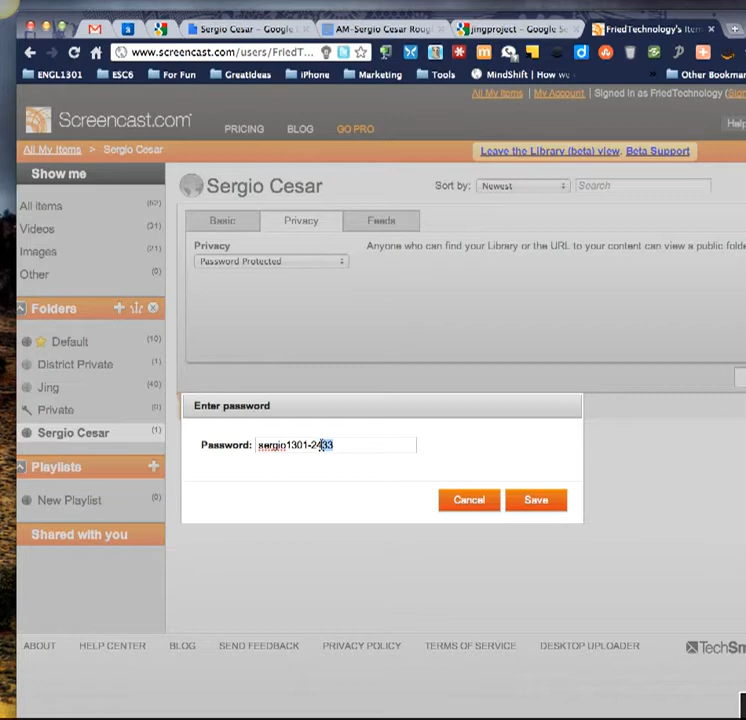 Sergio Cesar – Google
AM-Sergio Cesar Roug
jingproject - Google Se
FriedTechnology's Item
www.screencast.com/users/FriedT...
ENGL1301
ESC6
For Fun
GreatIdeas
iPhone
Marketing
Tools
MindShift | How we
Other Bookmar
All My Items | My Account | Signed in as FriedTechnology (Sign
Screencast.com
PRICING
BLOG
GO PRO
Help
All My Items > Sergio Cesar
Leave the Library (beta) view. Beta Support
Show me
Sergio Cesar
Sort by:
Newest
Search
All items (62)
Videos (31)
Images (21)
Other (0)
Basic
Privacy
Feeds
Privacy
Anyone who can find your Library or the URL to your content can view a public folde
Password Protected
Folders
Default (10)
District Private (1)
Jing (40)
Private (0)
Sergio Cesar (1)
Enter password
Password: sergio1301-2433
Cancel
Save
Playlists
New Playlist (0)
Shared with you
ABOUT
HELP CENTER
BLOG
SEND FEEDBACK
PRIVACY POLICY
TERMS OF SERVICE
DESKTOP UPLOADER
TechSm